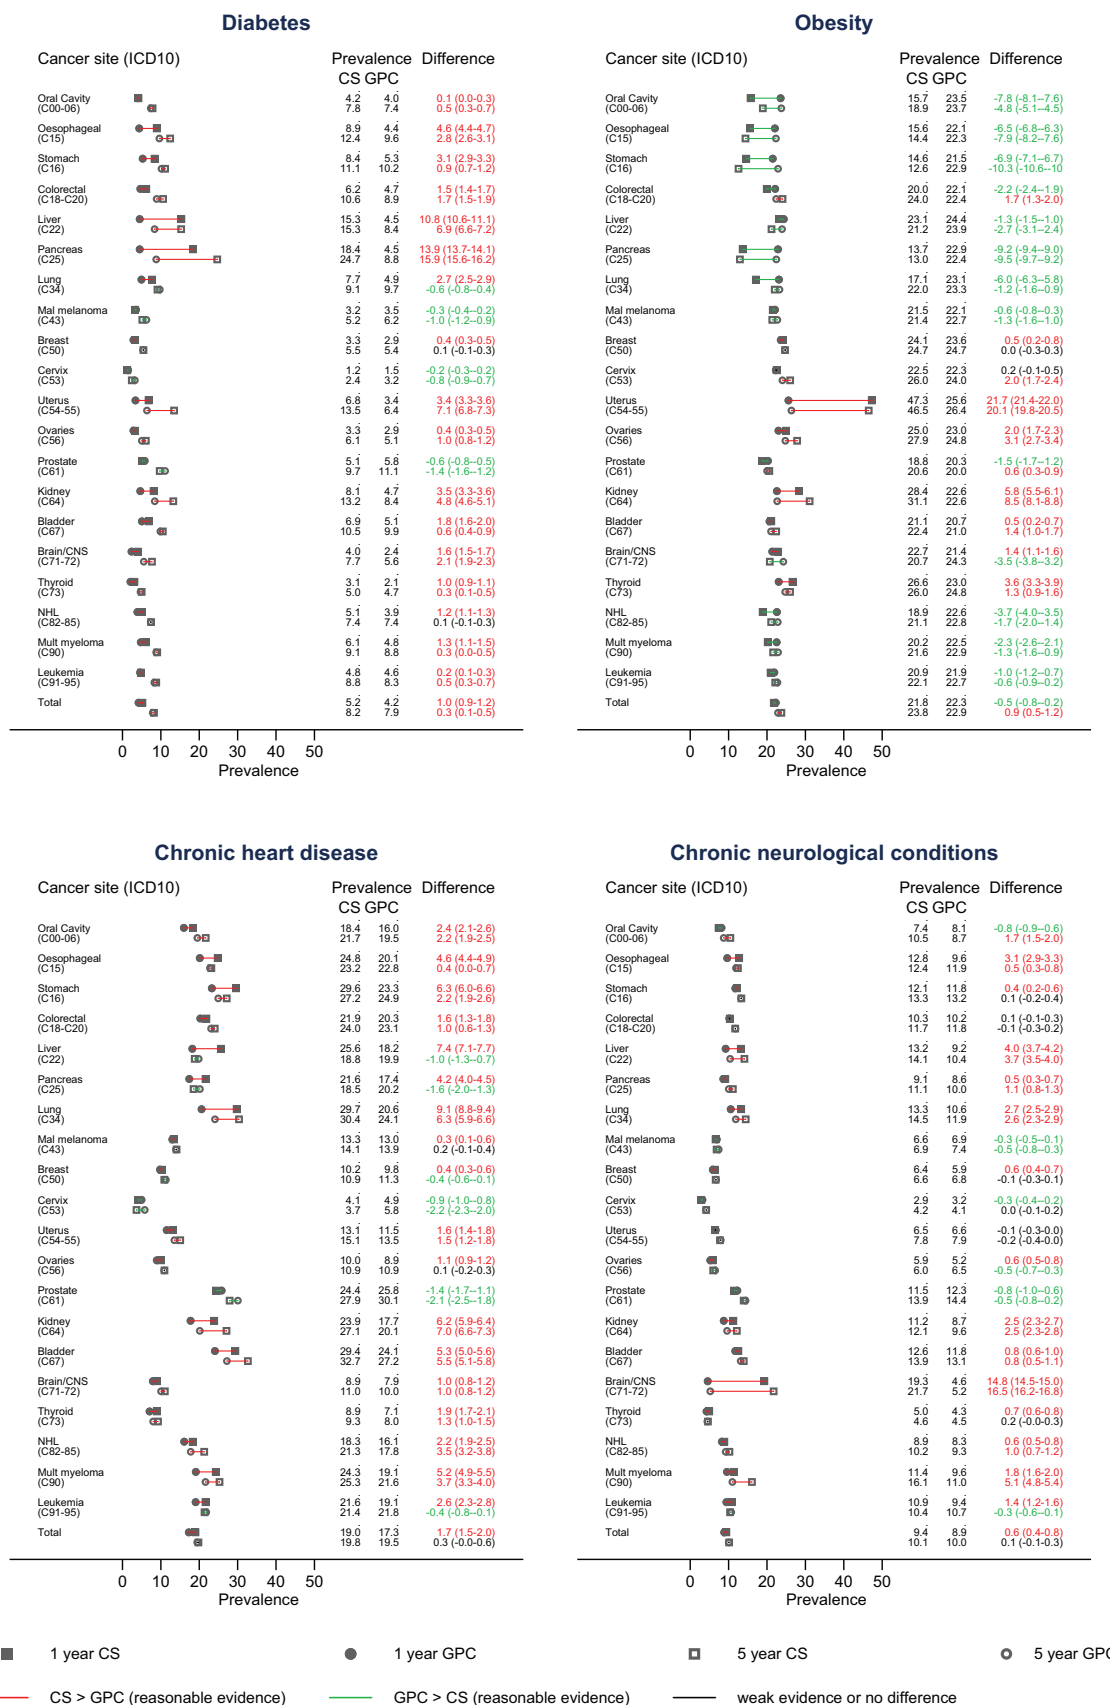 Diabetes
Cancer site (ICD10) Prevalence Difference
CS GPC
Oral Cavity 4.2 4.0 0.1 (0.0-0.3)
(C00-06) 7.8 7.4 0.5 (0.3-0.7)
Oesophageal 8.9 4.4 4.6 (4.4-4.7)
(C15) 12.4 9.6 2.8 (2.6-3.1)
Stomach 8.4 5.3 3.1 (2.9-3.3)
(C16) 11.1 10.2 0.9 (0.7-1.2)
Colorectal 6.2 4.7 1.5 (1.4-1.7)
(C18-C20) 10.6 8.9 1.7 (1.5-1.9)
Liver 15.3 4.5 10.8 (10.6-11.1)
(C22) 15.3 8.4 6.9 (6.6-7.2)
Pancreas 18.4 4.5 13.9 (13.7-14.1)
(C25) 24.7 8.8 15.9 (15.6-16.2)
Lung 7.7 4.9 2.7 (2.5-2.9)
(C34) 9.1 9.7 -0.6 (-0.8--0.4)
Mal melanoma 3.2 3.5 -0.3 (-0.4--0.2)
(C43) 5.2 6.2 -1.0 (-1.2--0.9)
Breast 3.3 2.9 0.4 (0.3-0.5)
(C50) 5.5 5.4 0.1 (-0.1-0.3)
Cervix 1.2 1.5 -0.2 (-0.3--0.2)
(C53) 2.4 3.2 -0.8 (-0.9--0.7)
Uterus 6.8 3.4 3.4 (3.3-3.6)
(C54-55) 13.5 6.4 7.1 (6.8-7.3)
Ovaries 3.3 2.9 0.4 (0.3-0.5)
(C56) 6.1 5.1 1.0 (0.8-1.2)
Prostate 5.1 5.8 -0.6 (-0.8--0.5)
(C61) 9.7 11.1 -1.4 (-1.6--1.2)
Kidney 8.1 4.7 3.5 (3.3-3.6)
(C64) 13.2 8.4 4.8 (4.6-5.1)
Bladder 6.9 5.1 1.8 (1.6-2.0)
(C67) 10.5 9.9 0.6 (0.4-0.9)
Brain/CNS 4.0 2.4 1.6 (1.5-1.7)
(C71-72) 7.7 5.6 2.1 (1.9-2.3)
Thyroid 3.1 2.1 1.0 (0.9-1.1)
(C73) 5.0 4.7 0.3 (0.1-0.5)
NHL 5.1 3.9 1.2 (1.1-1.3)
(C82-85) 7.4 7.4 0.1 (-0.1-0.3)
Mult myeloma 6.1 4.8 1.3 (1.1-1.5)
(C90) 9.1 8.8 0.3 (0.0-0.5)
Leukemia 4.8 4.6 0.2 (0.1-0.3)
(C91-95) 8.8 8.3 0.5 (0.3-0.7)
Total 5.2 4.2 1.0 (0.9-1.2)
8.2 7.9 0.3 (0.1-0.5)
0 10 20 30 40 50
Prevalence
Obesity
Cancer site (ICD10) Prevalence Difference
CS GPC
Oral Cavity 15.7 23.5 -7.8 (-8.1--7.6)
(C00-06) 18.9 23.7 -4.8 (-5.1--4.5)
Oesophageal 15.6 22.1 -6.5 (-6.8--6.3)
(C15) 14.4 22.3 -7.9 (-8.2--7.6)
Stomach 14.6 21.5 -6.9 (-7.1--6.7)
(C16) 12.6 22.9 -10.3 (-10.6--10
Colorectal 20.0 22.1 -2.2 (-2.4--1.9)
(C18-C20) 24.0 22.4 1.7 (1.3-2.0)
Liver 23.1 24.4 -1.3 (-1.5--1.0)
(C22) 21.2 23.9 -2.7 (-3.1--2.4)
Pancreas 13.7 22.9 -9.2 (-9.4--9.0)
(C25) 13.0 22.4 -9.5 (-9.7--9.2)
Lung 17.1 23.1 -6.0 (-6.3--5.8)
(C34) 22.0 23.3 -1.2 (-1.6--0.9)
Mal melanoma 21.5 22.1 -0.6 (-0.8--0.3)
(C43) 21.4 22.7 -1.3 (-1.6--1.0)
Breast 24.1 23.6 0.5 (0.2-0.8)
(C50) 24.7 24.7 0.0 (-0.3-0.3)
Cervix 22.5 22.3 0.2 (-0.1-0.5)
(C53) 26.0 24.0 2.0 (1.7-2.4)
Uterus 47.3 25.6 21.7 (21.4-22.0)
(C54-55) 46.5 26.4 20.1 (19.8-20.5)
Ovaries 25.0 23.0 2.0 (1.7-2.3)
(C56) 27.9 24.8 3.1 (2.7-3.4)
Prostate 18.8 20.3 -1.5 (-1.7--1.2)
(C61) 20.6 20.0 0.6 (0.3-0.9)
Kidney 28.4 22.6 5.8 (5.5-6.1)
(C64) 31.1 22.6 8.5 (8.1-8.8)
Bladder 21.1 20.7 0.5 (0.2-0.7)
(C67) 22.4 21.0 1.4 (1.0-1.7)
Brain/CNS 22.7 21.4 1.4 (1.1-1.6)
(C71-72) 20.7 24.3 -3.5 (-3.8--3.2)
Thyroid 26.6 23.0 3.6 (3.3-3.9)
(C73) 26.0 24.8 1.3 (0.9-1.6)
NHL 18.9 22.6 -3.7 (-4.0--3.5)
(C82-85) 21.1 22.8 -1.7 (-2.0--1.4)
Mult myeloma 20.2 22.5 -2.3 (-2.6--2.1)
(C90) 21.6 22.9 -1.3 (-1.6--0.9)
Leukemia 20.9 21.9 -1.0 (-1.2--0.7)
(C91-95) 22.1 22.7 -0.6 (-0.9--0.2)
Total 21.8 22.3 -0.5 (-0.8--0.2)
23.8 22.9 0.9 (0.5-1.2)
0 10 20 30 40 50
Prevalence
Chronic heart disease
Cancer site (ICD10) Prevalence Difference
CS GPC
Oral Cavity 18.4 16.0 2.4 (2.1-2.6)
(C00-06) 21.7 19.5 2.2 (1.9-2.5)
Oesophageal 24.8 20.1 4.6 (4.4-4.9)
(C15) 23.2 22.8 0.4 (0.0-0.7)
Stomach 29.6 23.3 6.3 (6.0-6.6)
(C16) 27.2 24.9 2.2 (1.9-2.6)
Colorectal 21.9 20.3 1.6 (1.3-1.8)
(C18-C20) 24.0 23.1 1.0 (0.6-1.3)
Liver 25.6 18.2 7.4 (7.1-7.7)
(C22) 18.8 19.9 -1.0 (-1.3--0.7)
Pancreas 21.6 17.4 4.2 (4.0-4.5)
(C25) 18.5 20.2 -1.6 (-2.0--1.3)
Lung 29.7 20.6 9.1 (8.8-9.4)
(C34) 30.4 24.1 6.3 (5.9-6.6)
Mal melanoma 13.3 13.0 0.3 (0.1-0.6)
(C43) 14.1 13.9 0.2 (-0.1-0.4)
Breast 10.2 9.8 0.4 (0.3-0.6)
(C50) 10.9 11.3 -0.4 (-0.6--0.1)
Cervix 4.1 4.9 -0.9 (-1.0--0.8)
(C53) 3.7 5.8 -2.2 (-2.3--2.0)
Uterus 13.1 11.5 1.6 (1.4-1.8)
(C54-55) 15.1 13.5 1.5 (1.2-1.8)
Ovaries 10.0 8.9 1.1 (0.9-1.2)
(C56) 10.9 10.9 0.1 (-0.2-0.3)
Prostate 24.4 25.8 -1.4 (-1.7--1.1)
(C61) 27.9 30.1 -2.1 (-2.5--1.8)
Kidney 23.9 17.7 6.2 (5.9-6.4)
(C64) 27.1 20.1 7.0 (6.6-7.3)
Bladder 29.4 24.1 5.3 (5.0-5.6)
(C67) 32.7 27.2 5.5 (5.1-5.8)
Brain/CNS 8.9 7.9 1.0 (0.8-1.2)
(C71-72) 11.0 10.0 1.0 (0.8-1.2)
Thyroid 8.9 7.1 1.9 (1.7-2.1)
(C73) 9.3 8.0 1.3 (1.0-1.5)
NHL 18.3 16.1 2.2 (1.9-2.5)
(C82-85) 21.3 17.8 3.5 (3.2-3.8)
Mult myeloma 24.3 19.1 5.2 (4.9-5.5)
(C90) 25.3 21.6 3.7 (3.3-4.0)
Leukemia 21.6 19.1 2.6 (2.3-2.8)
(C91-95) 21.4 21.8 -0.4 (-0.8--0.1)
Total 19.0 17.3 1.7 (1.5-2.0)
19.8 19.5 0.3 (-0.0-0.6)
0 10 20 30 40 50
Prevalence
Chronic neurological conditions
Cancer site (ICD10) Prevalence Difference
CS GPC
Oral Cavity 7.4 8.1 -0.8 (-0.9--0.6)
(C00-06) 10.5 8.7 1.7 (1.5-2.0)
Oesophageal 12.8 9.6 3.1 (2.9-3.3)
(C15) 12.4 11.9 0.5 (0.3-0.8)
Stomach 12.1 11.8 0.4 (0.2-0.6)
(C16) 13.3 13.2 0.1 (-0.2-0.4)
Colorectal 10.3 10.2 0.1 (-0.1-0.3)
(C18-C20) 11.7 11.8 -0.1 (-0.3-0.2)
Liver 13.2 9.2 4.0 (3.7-4.2)
(C22) 14.1 10.4 3.7 (3.5-4.0)
Pancreas 9.1 8.6 0.5 (0.3-0.7)
(C25) 11.1 10.0 1.1 (0.8-1.3)
Lung 13.3 10.6 2.7 (2.5-2.9)
(C34) 14.5 11.9 2.6 (2.3-2.9)
Mal melanoma 6.6 6.9 -0.3 (-0.5--0.1)
(C43) 6.9 7.4 -0.5 (-0.8--0.3)
Breast 6.4 5.9 0.6 (0.4-0.7)
(C50) 6.6 6.8 -0.1 (-0.3-0.1)
Cervix 2.9 3.2 -0.3 (-0.4--0.2)
(C53) 4.2 4.1 0.0 (-0.1-0.2)
Uterus 6.5 6.6 -0.1 (-0.3-0.0)
(C54-55) 7.8 7.9 -0.2 (-0.4-0.0)
Ovaries 5.9 5.2 0.6 (0.5-0.8)
(C56) 6.0 6.5 -0.5 (-0.7--0.3)
Prostate 11.5 12.3 -0.8 (-1.0--0.6)
(C61) 13.9 14.4 -0.5 (-0.8--0.2)
Kidney 11.2 8.7 2.5 (2.3-2.7)
(C64) 12.1 9.6 2.5 (2.3-2.8)
Bladder 12.6 11.8 0.8 (0.6-1.0)
(C67) 13.9 13.1 0.8 (0.5-1.1)
Brain/CNS 19.3 4.6 14.8 (14.5-15.0)
(C71-72) 21.7 5.2 16.5 (16.2-16.8)
Thyroid 5.0 4.3 0.7 (0.6-0.8)
(C73) 4.6 4.5 0.2 (-0.0-0.3)
NHL 8.9 8.3 0.6 (0.5-0.8)
(C82-85) 10.2 9.3 1.0 (0.7-1.2)
Mult myeloma 11.4 9.6 1.8 (1.6-2.0)
(C90) 16.1 11.0 5.1 (4.8-5.4)
Leukemia 10.9 9.4 1.4 (1.2-1.6)
(C91-95) 10.4 10.7 -0.3 (-0.6--0.1)
Total 9.4 8.9 0.6 (0.4-0.8)
10.1 10.0 0.1 (-0.1-0.3)
0 10 20 30 40 50
Prevalence
1 year CS 1 year GPC 5 year CS 5 year GPC
CS > GPC (reasonable evidence) GPC > CS (reasonable evidence) weak evidence or no difference